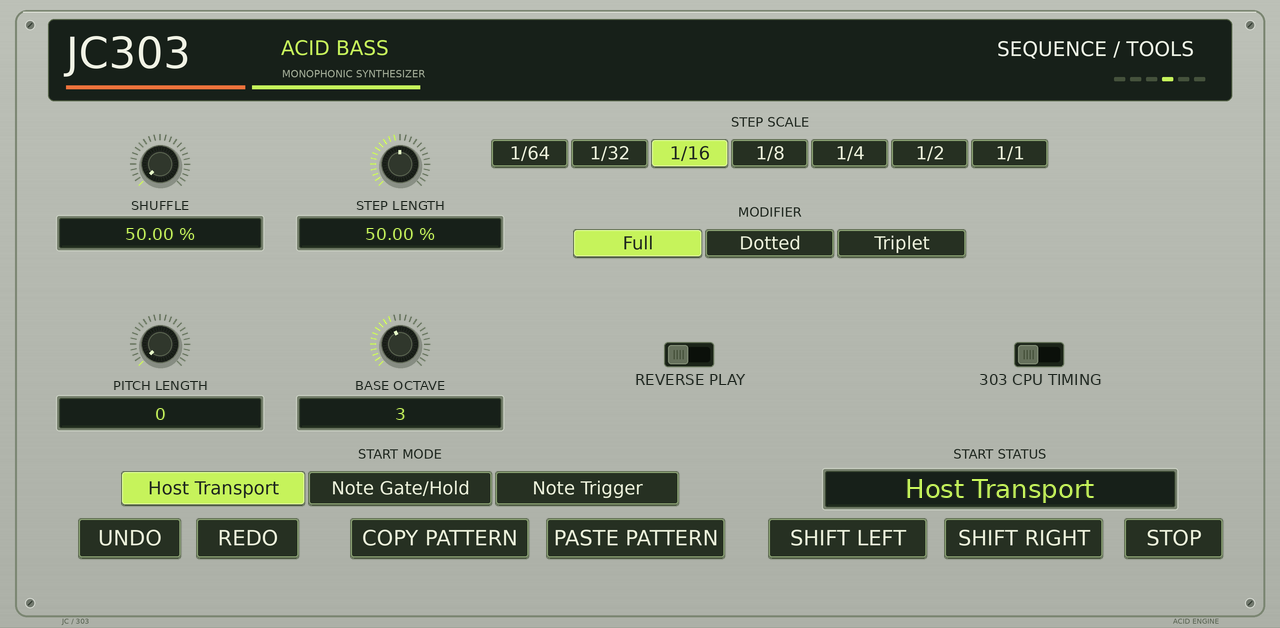 JC303
ACID BASS
MONOPHONIC SYNTHESIZER
SEQUENCE / TOOLS
STEP SCALE
1/64 1/32 1/16 1/8 1/4 1/2 1/1
SHUFFLE STEP LENGTH
50.00 % 50.00 %
MODIFIER
Full Dotted Triplet
PITCH LENGTH BASE OCTAVE
0 3
REVERSE PLAY 303 CPU TIMING
START MODE
Host Transport Note Gate/Hold Note Trigger
START STATUS
Host Transport
UNDO REDO COPY PATTERN PASTE PATTERN SHIFT LEFT SHIFT RIGHT STOP
JC / 303 ACID ENGINE